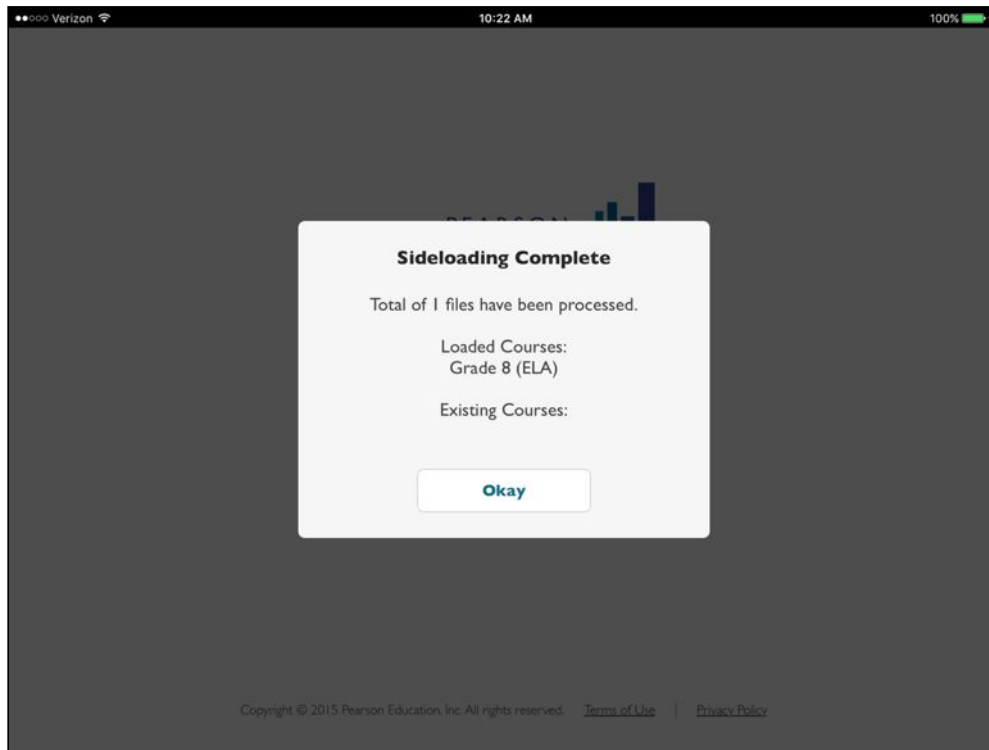 Verizon
10:22 AM
100%
PEARSON
Sideloading Complete
Total of 1 files have been processed.
Loaded Courses:
Grade 8 (ELA)
Existing Courses:
Okay
Copyright © 2015 Pearson Education, Inc. All rights reserved. Terms of Use | Privacy Policy